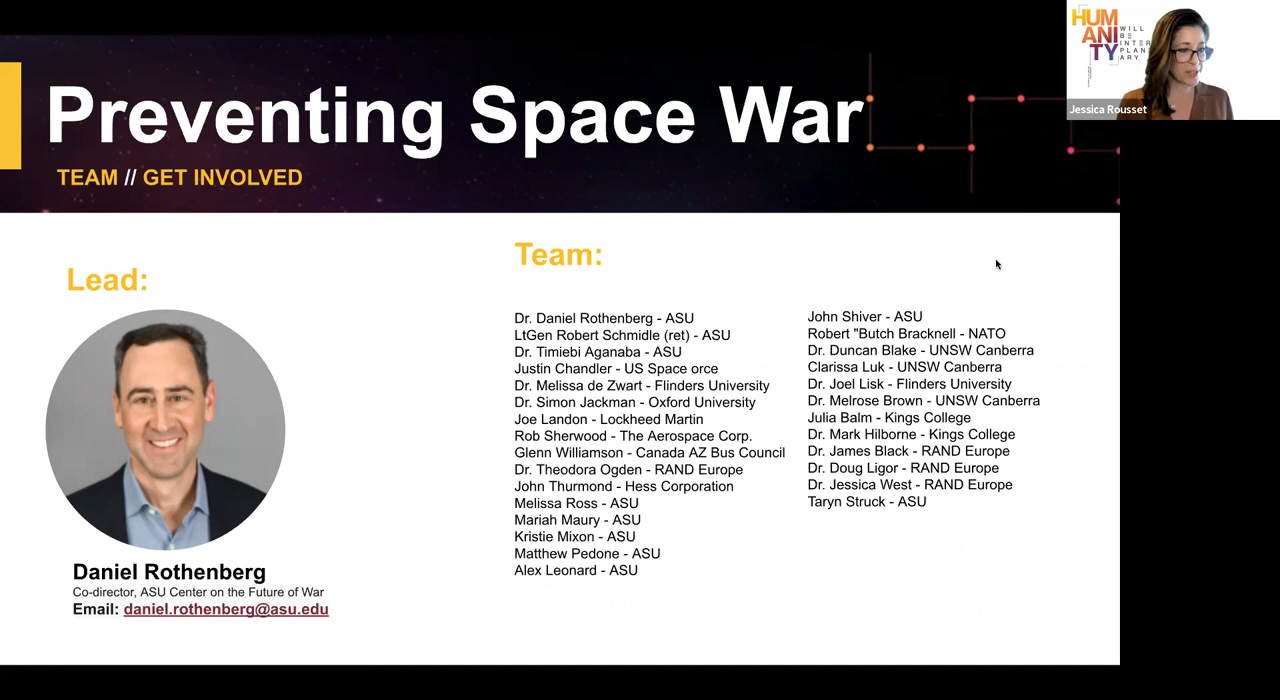 Preventing Space War
TEAM // GET INVOLVED
HUM
ANI
TY
WILL
BE
INTER
PLAN
ARY
Jessica Rousset
Lead:
Daniel Rothenberg
Co-director, ASU Center on the Future of War
Email: daniel.rothenberg@asu.edu
Team:
Dr. Daniel Rothenberg - ASU
LtGen Robert Schmidle (ret) - ASU
Dr. Timiebi Aganaba - ASU
Justin Chandler - US Space orce
Dr. Melissa de Zwart - Flinders University
Dr. Simon Jackman - Oxford University
Joe Landon - Lockheed Martin
Rob Sherwood - The Aerospace Corp.
Glenn Williamson - Canada AZ Bus Council
Dr. Theodora Ogden - RAND Europe
John Thurmond - Hess Corporation
Melissa Ross - ASU
Mariah Maury - ASU
Kristie Mixon - ASU
Matthew Pedone - ASU
Alex Leonard - ASU
John Shiver - ASU
Robert "Butch Bracknell - NATO
Dr. Duncan Blake - UNSW Canberra
Clarissa Luk - UNSW Canberra
Dr. Joel Lisk - Flinders University
Dr. Melrose Brown - UNSW Canberra
Julia Balm - Kings College
Dr. Mark Hilborne - Kings College
Dr. James Black - RAND Europe
Dr. Doug Ligor - RAND Europe
Dr. Jessica West - RAND Europe
Taryn Struck - ASU